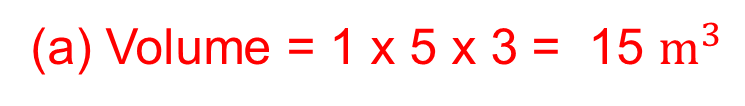 (a) Volume = 1 x 5 x 3 = 15 m³